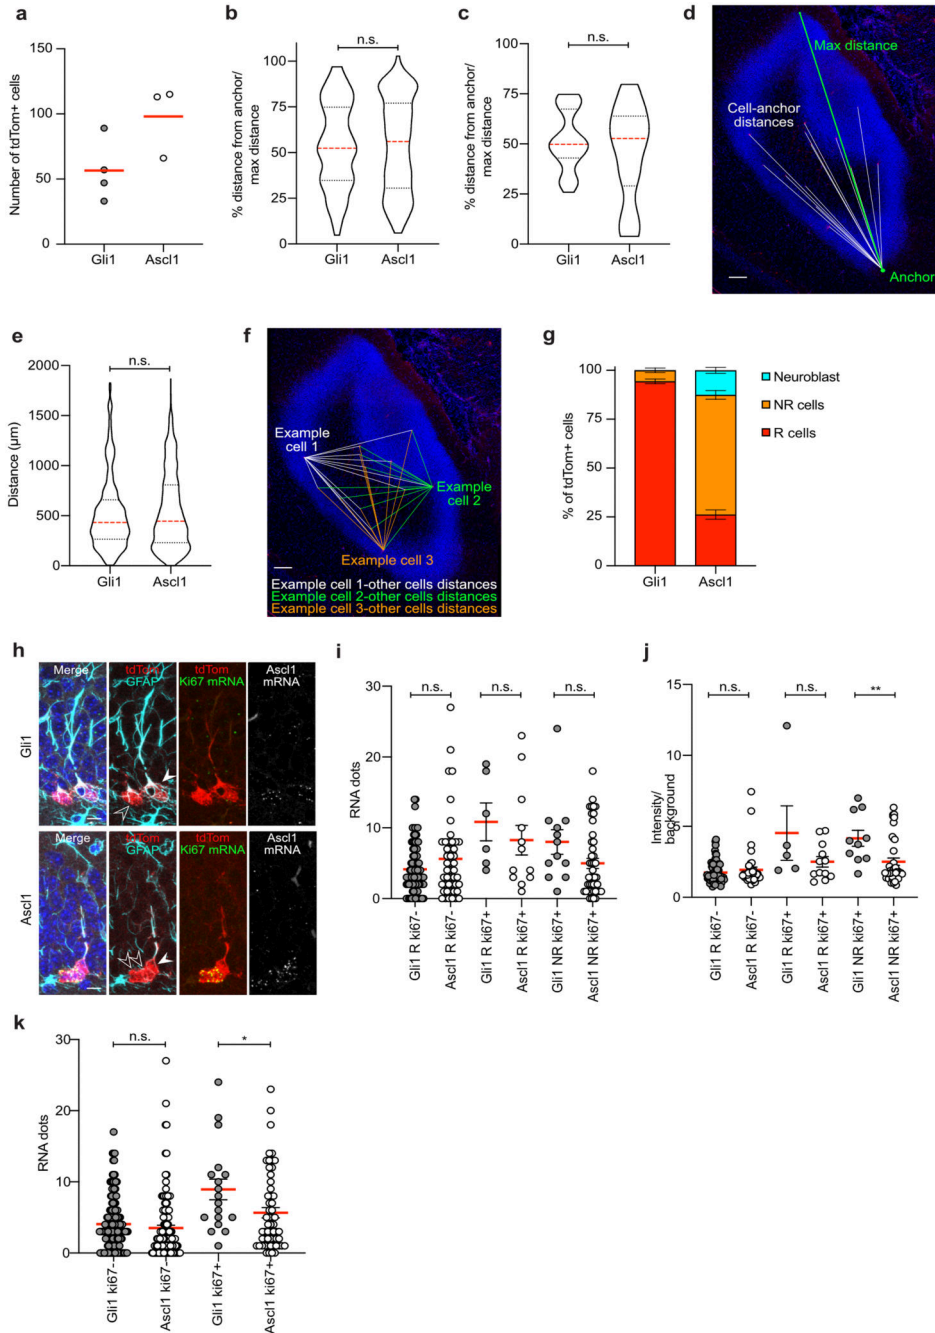 a
Number of tdTom+ cells
150
100
50
0
Gli1
Ascl1
b
n.s.
% distance from anchor/
max distance
100
75
50
25
0
Gli1
Ascl1
c
n.s.
% distance from anchor/
max distance
100
75
50
25
0
Gli1
Ascl1
d
Max distance
Cell-anchor
distances
Anchor
e
n.s.
Distance (µm)
2000
1500
1000
500
0
Gli1
Ascl1
f
Example
cell 1
Example
cell 2
Example cell 3
Example cell 1-other cells distances
Example cell 2-other cells distances
Example cell 3-other cells distances
g
% of tdTom+ cells
100
75
50
25
0
Gli1
Ascl1
Neuroblast
NR cells
R cells
h
Gli1
Merge
tdTom
GFAP
tdTom
Ki67 mRNA
Ascl1
mRNA
Ascl1
Merge
tdTom
GFAP
tdTom
Ki67 mRNA
Ascl1
mRNA
i
n.s.
n.s.
n.s.
RNA dots
30
20
10
0
Gli1 R ki67-
Ascl1 R ki67-
Gli1 R ki67+
Ascl1 R ki67+
Gli1 NR ki67+
Ascl1 NR ki67+
j
n.s.
n.s.
**
Intensity/
background
15
10
5
0
Gli1 R ki67-
Ascl1 R ki67-
Gli1 R ki67+
Ascl1 R ki67+
Gli1 NR ki67+
Ascl1 NR ki67+
k
n.s.
*
RNA dots
30
20
10
0
Gli1 ki67-
Ascl1 ki67-
Gli1 ki67+
Ascl1 ki67+